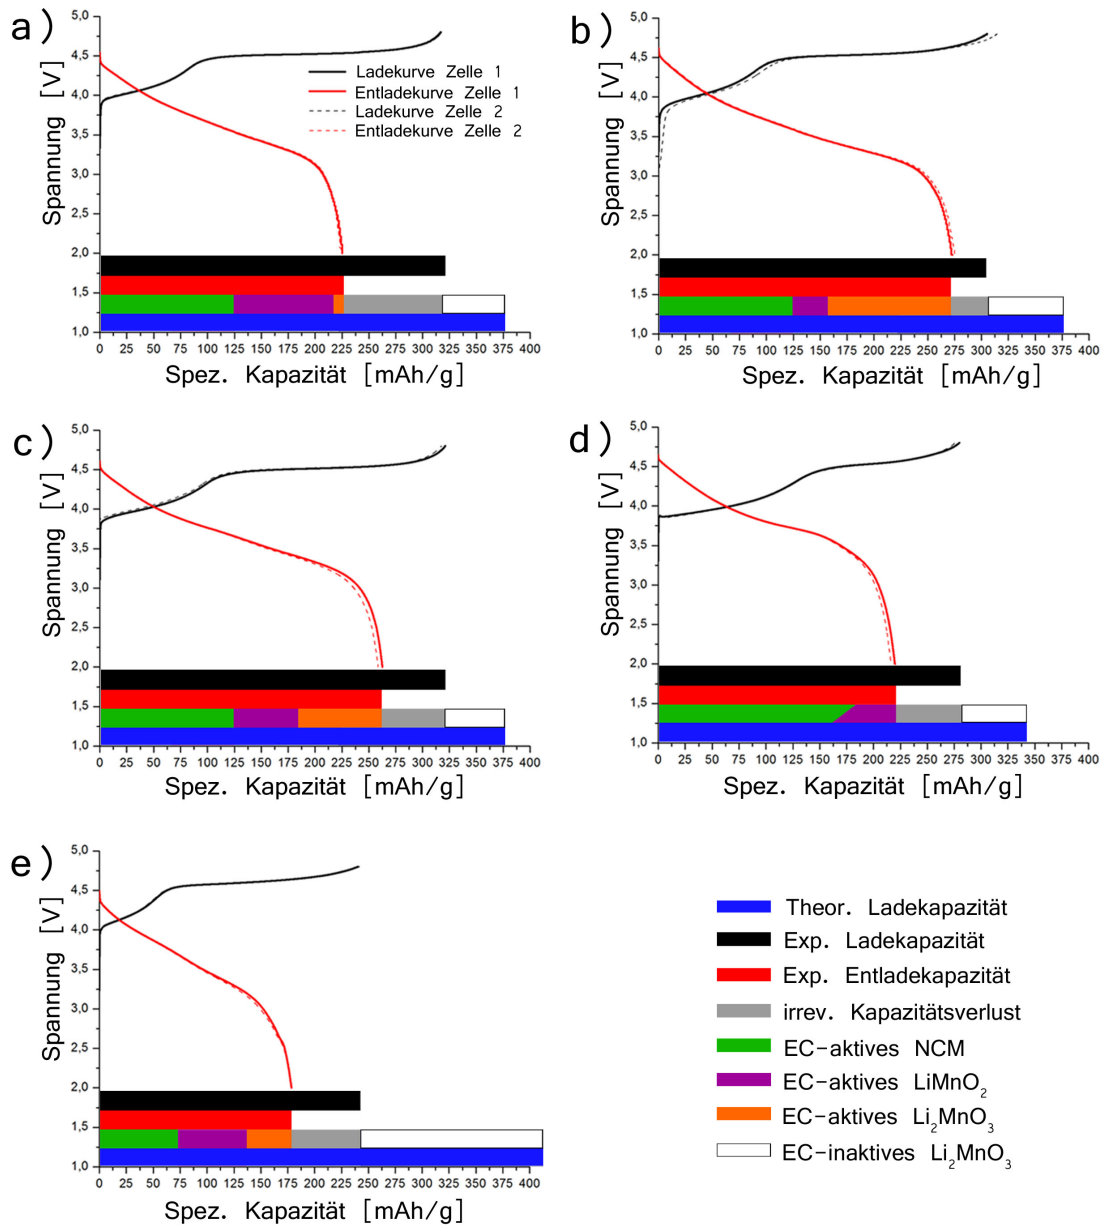 a)
5,0
4,5
4,0
3,5
3,0
2,5
2,0
1,5
1,0
Spannung [V]
Ladekurve Zelle 1
Entladekurve Zelle 1
Ladekurve Zelle 2
Entladekurve Zelle 2
0 25 50 75 100 125 150 175 200 225 250 275 300 325 350 375 400
Spez. Kapazität [mAh/g]
b)
5,0
4,5
4,0
3,5
3,0
2,5
2,0
1,5
1,0
Spannung [V]
0 25 50 75 100 125 150 175 200 225 250 275 300 325 350 375 400
Spez. Kapazität [mAh/g]
c)
5,0
4,5
4,0
3,5
3,0
2,5
2,0
1,5
1,0
Spannung [V]
0 25 50 75 100 125 150 175 200 225 250 275 300 325 350 375 400
Spez. Kapazität [mAh/g]
d)
5,0
4,5
4,0
3,5
3,0
2,5
2,0
1,5
1,0
Spannung [V]
0 25 50 75 100 125 150 175 200 225 250 275 300 325 350 375 400
Spez. Kapazität [mAh/g]
e)
5,0
4,5
4,0
3,5
3,0
2,5
2,0
1,5
1,0
Spannung [V]
0 25 50 75 100 125 150 175 200 225 250 275 300 325 350 375 400
Spez. Kapazität [mAh/g]
Theor. Ladekapazität
Exp. Ladekapazität
Exp. Entladekapazität
irrev. Kapazitätsverlust
EC-aktives NCM
EC-aktives LiMnO₂
EC-aktives Li₂MnO₃
EC-inaktives Li₂MnO₃